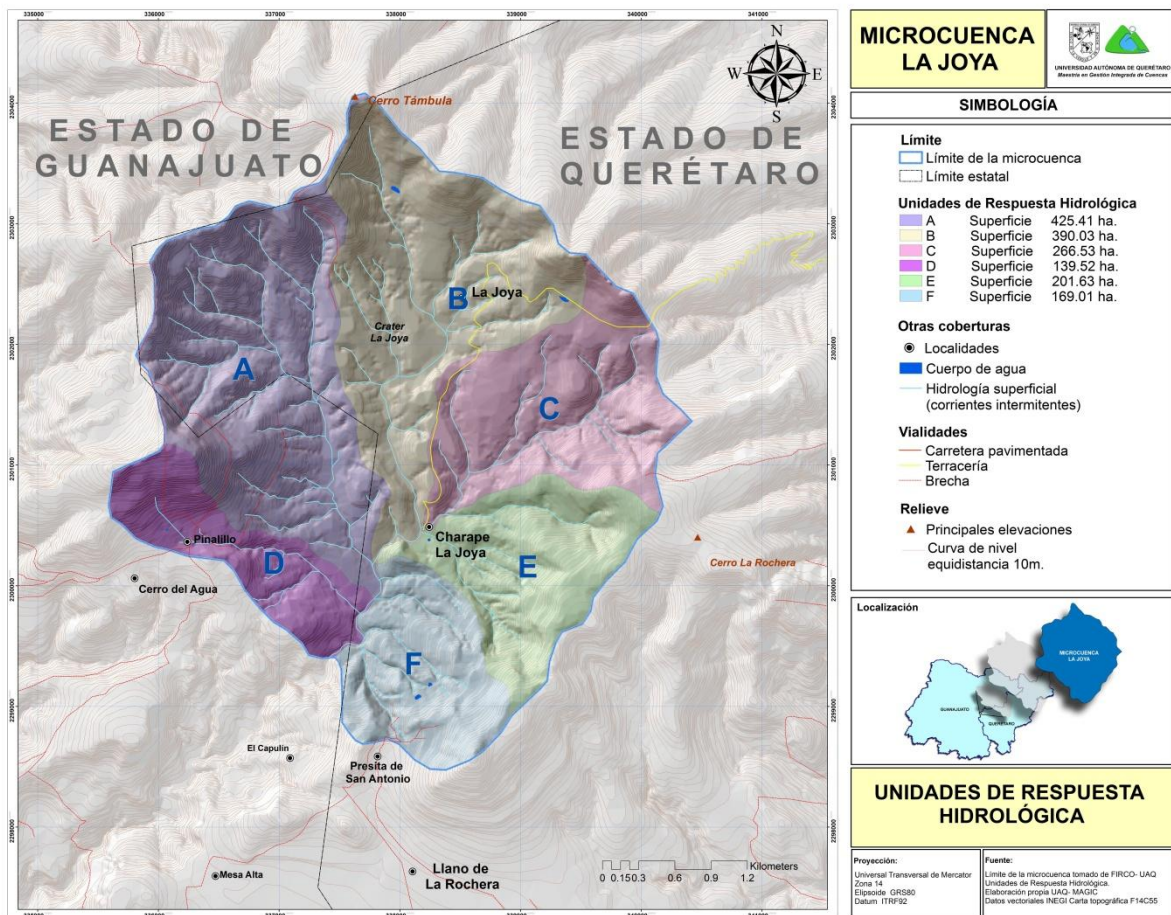 335000 336000 337000 338000 339000 340000 341000
2304000
2303000
2302000
2301000
2300000
2299000
2298000
N
W E
S
Cerro Támbula
ESTADO DE
GUANAJUATO
ESTADO DE
QUERÉTARO
B
La Joya
Crater
La Joya
A
C
Charape
La Joya
Pinalillo
D
E
Cerro La Rochera
Cerro del Agua
F
El Capulín
Presita de
San Antonio
Mesa Alta
Llano de
La Rochera
Kilometers
0 0.15 0.3 0.6 0.9 1.2
MICROCUENCA
LA JOYA
UNIVERSIDAD AUTÓNOMA DE QUERÉTARO
Maestría en Gestión Integrada de Cuencas
SIMBOLOGÍA
Límite
Límite de la microcuenca
Límite estatal
Unidades de Respuesta Hidrológica
A Superficie 425.41 ha.
B Superficie 390.03 ha.
C Superficie 266.53 ha.
D Superficie 139.52 ha.
E Superficie 201.63 ha.
F Superficie 169.01 ha.
Otras coberturas
Localidades
Cuerpo de agua
Hidrología superficial
(corrientes intermitentes)
Vialidades
Carretera pavimentada
Terracería
Brecha
Relieve
Principales elevaciones
Curva de nivel
equidistancia 10m.
Localización
MICROCUENCA
LA JOYA
GUANAJUATO
QUERÉTARO
UNIDADES DE RESPUESTA
HIDROLÓGICA
Proyección:
Universal Transversal de Mercator
Zona 14
Elipsoide GRS80
Datum ITRF92
Fuente:
Límite de la microcuenca tomado de FIRCO- UAQ
Unidades de Respuesta Hidrológica.
Elaboración propia UAQ- MAGIC
Datos vectoriales INEGI Carta topográfica F14C55